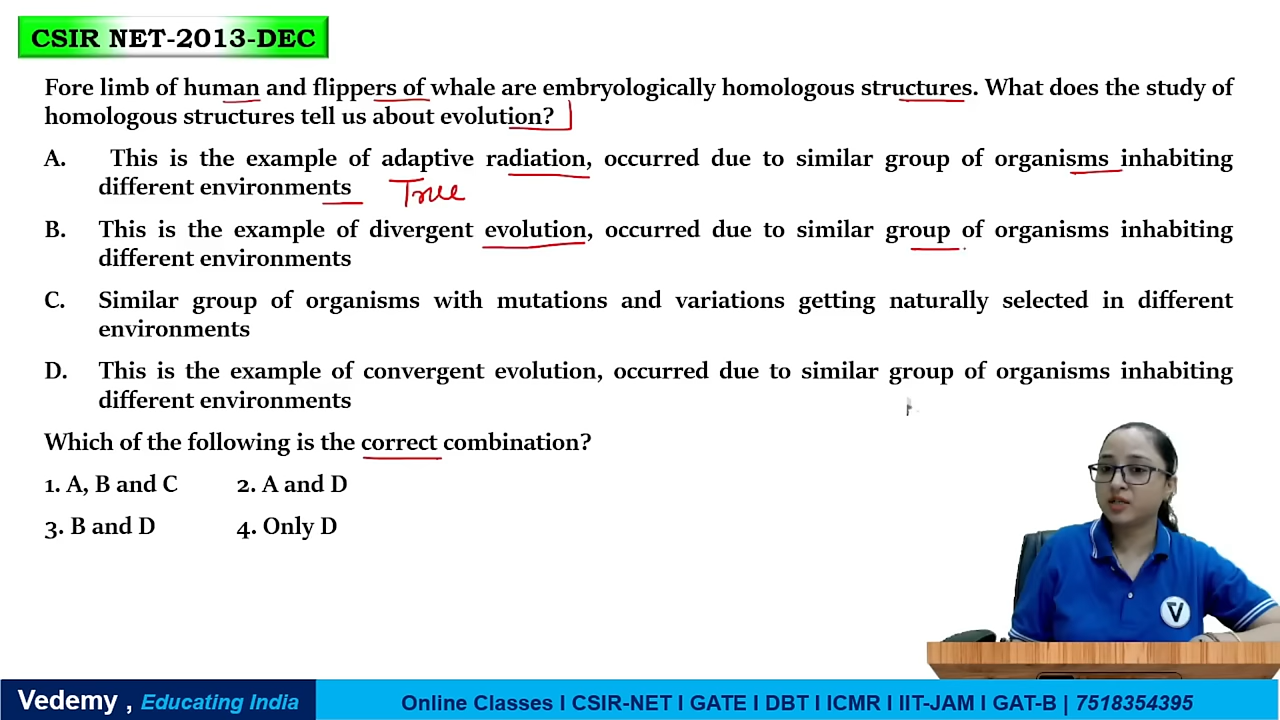 CSIR NET-2013-DEC
Fore limb of human and flippers of whale are embryologically homologous structures. What does the study of
homologous structures tell us about evolution?
A. This is the example of adaptive radiation, occurred due to similar group of organisms inhabiting
different environments True
B. This is the example of divergent evolution, occurred due to similar group of organisms inhabiting
different environments
C. Similar group of organisms with mutations and variations getting naturally selected in different
environments
D. This is the example of convergent evolution, occurred due to similar group of organisms inhabiting
different environments
Which of the following is the correct combination?
1. A, B and C 2. A and D
3. B and D 4. Only D
Vedemy , Educating India Online Classes I CSIR-NET I GATE I DBT I ICMR I IIT-JAM I GAT-B | 7518354395